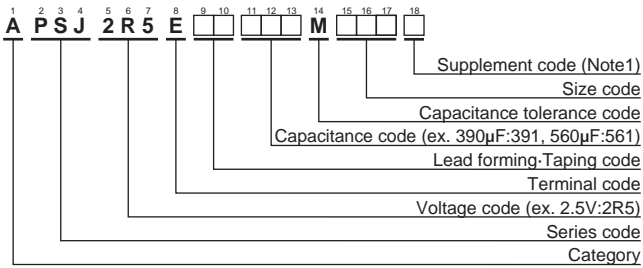 1 2 3 4 5 6 7 8 9 10 11 12 13 14 15 16 17 18
A P S J 2 R 5 E M
Supplement code (Note1)
Size code
Capacitance tolerance code
Capacitance code (ex. 390µF:391, 560µF:561)
Lead forming·Taping code
Terminal code
Voltage code (ex. 2.5V:2R5)
Series code
Category